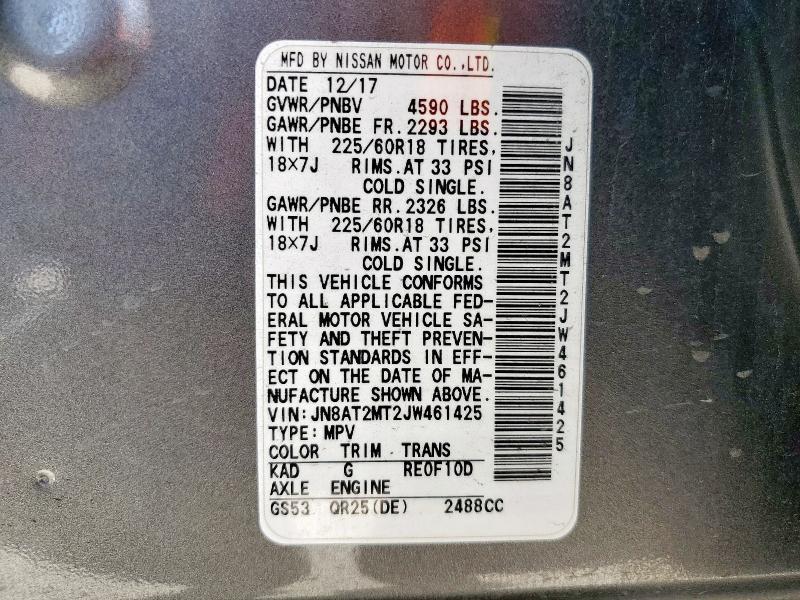 MFD BY NISSAN MOTOR CO.,LTD.
DATE 12/17
GVWR/PNBV 4590 LBS.
GAWR/PNBE FR. 2293 LBS.
WITH 225/60R18 TIRES,
18×7J RIMS. AT 33 PSI
COLD SINGLE.
GAWR/PNBE RR. 2326 LBS.
WITH 225/60R18 TIRES,
18×7J RIMS. AT 33 PSI
COLD SINGLE.
THIS VEHICLE CONFORMS
TO ALL APPLICABLE FED-
ERAL MOTOR VEHICLE SA-
FETY AND THEFT PREVEN-
TION STANDARDS IN EFF-
ECT ON THE DATE OF MA-
NUFACTURE SHOWN ABOVE.
VIN: JN8AT2MT2JW461425
TYPE: MPV
COLOR TRIM TRANS
KAD G RE0F10D
AXLE ENGINE
GS53 QR25(DE) 2488CC
JN8AT2MT2JW461425